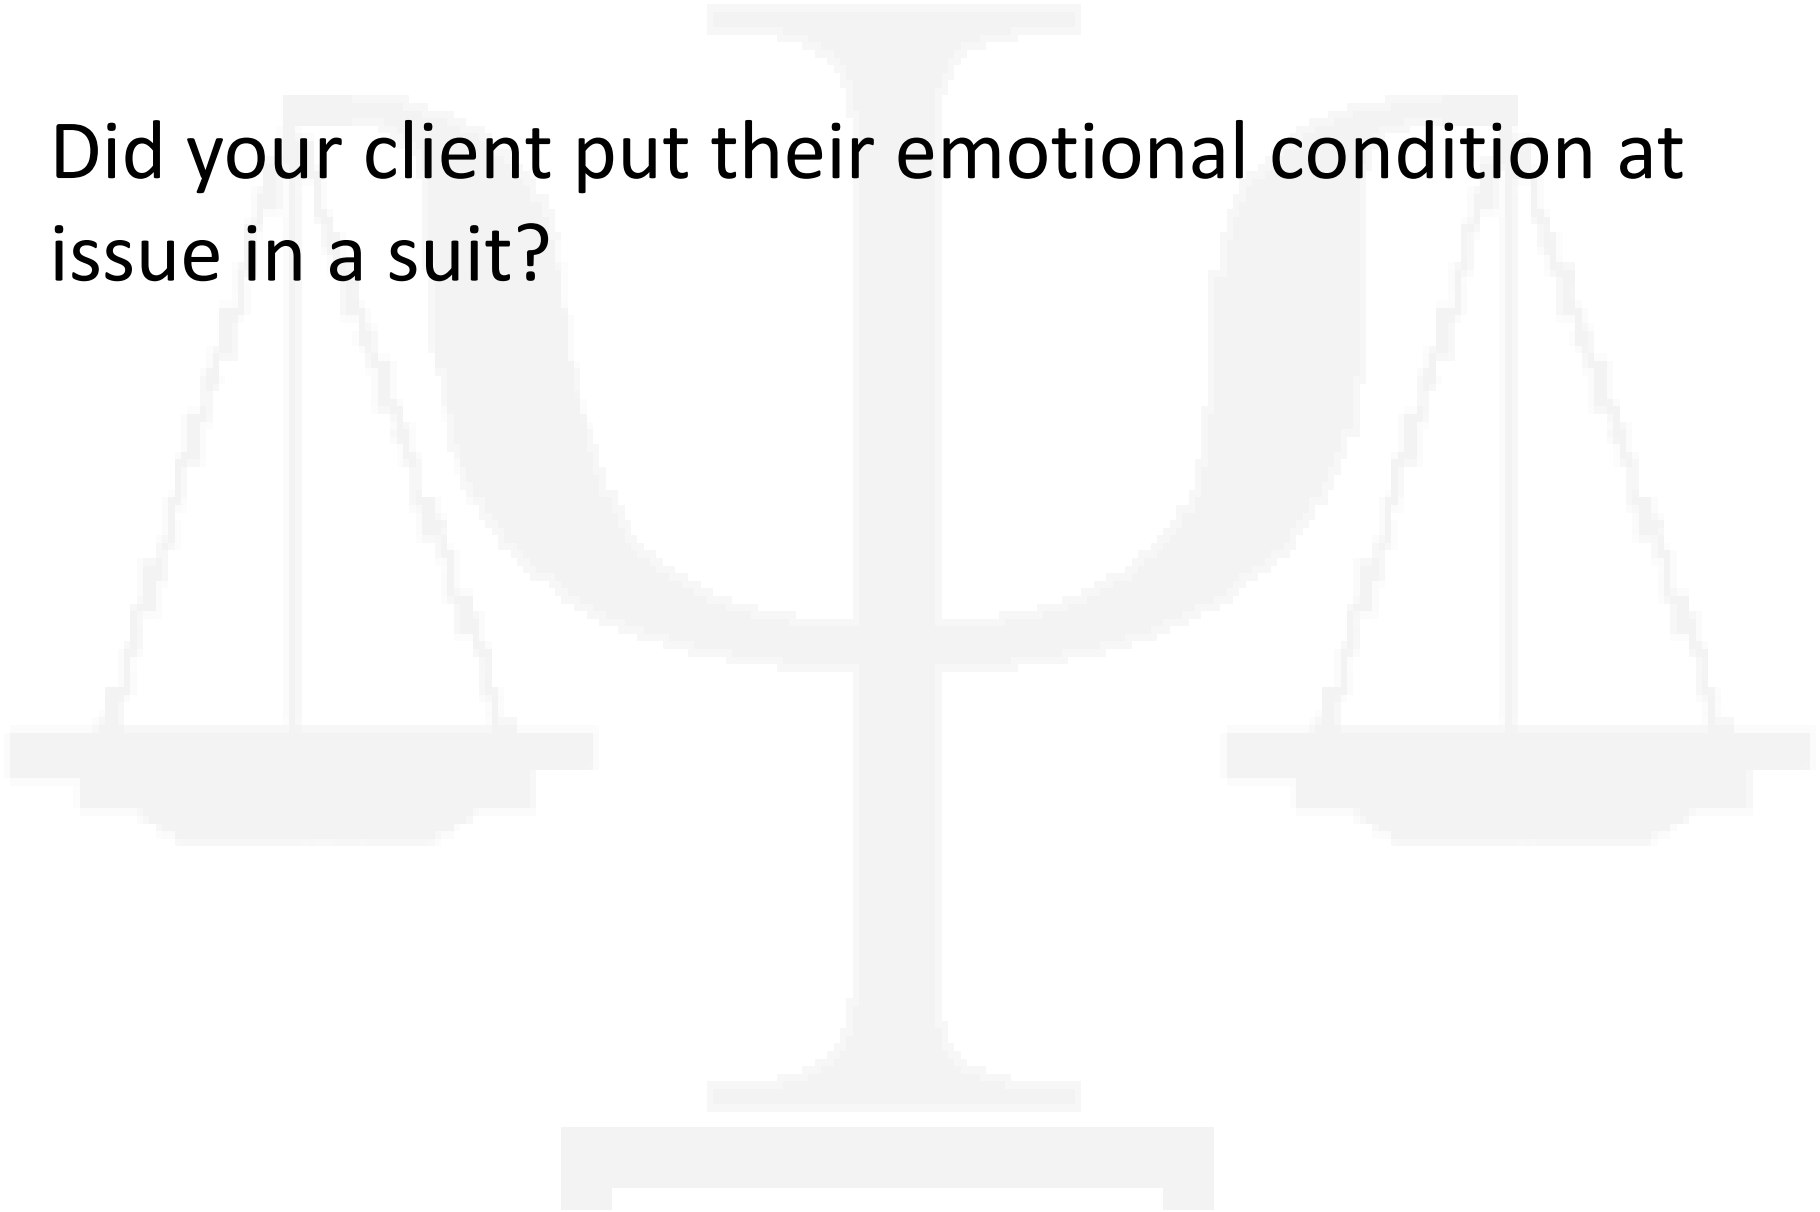 Did your client put their emotional condition at
issue in a suit?